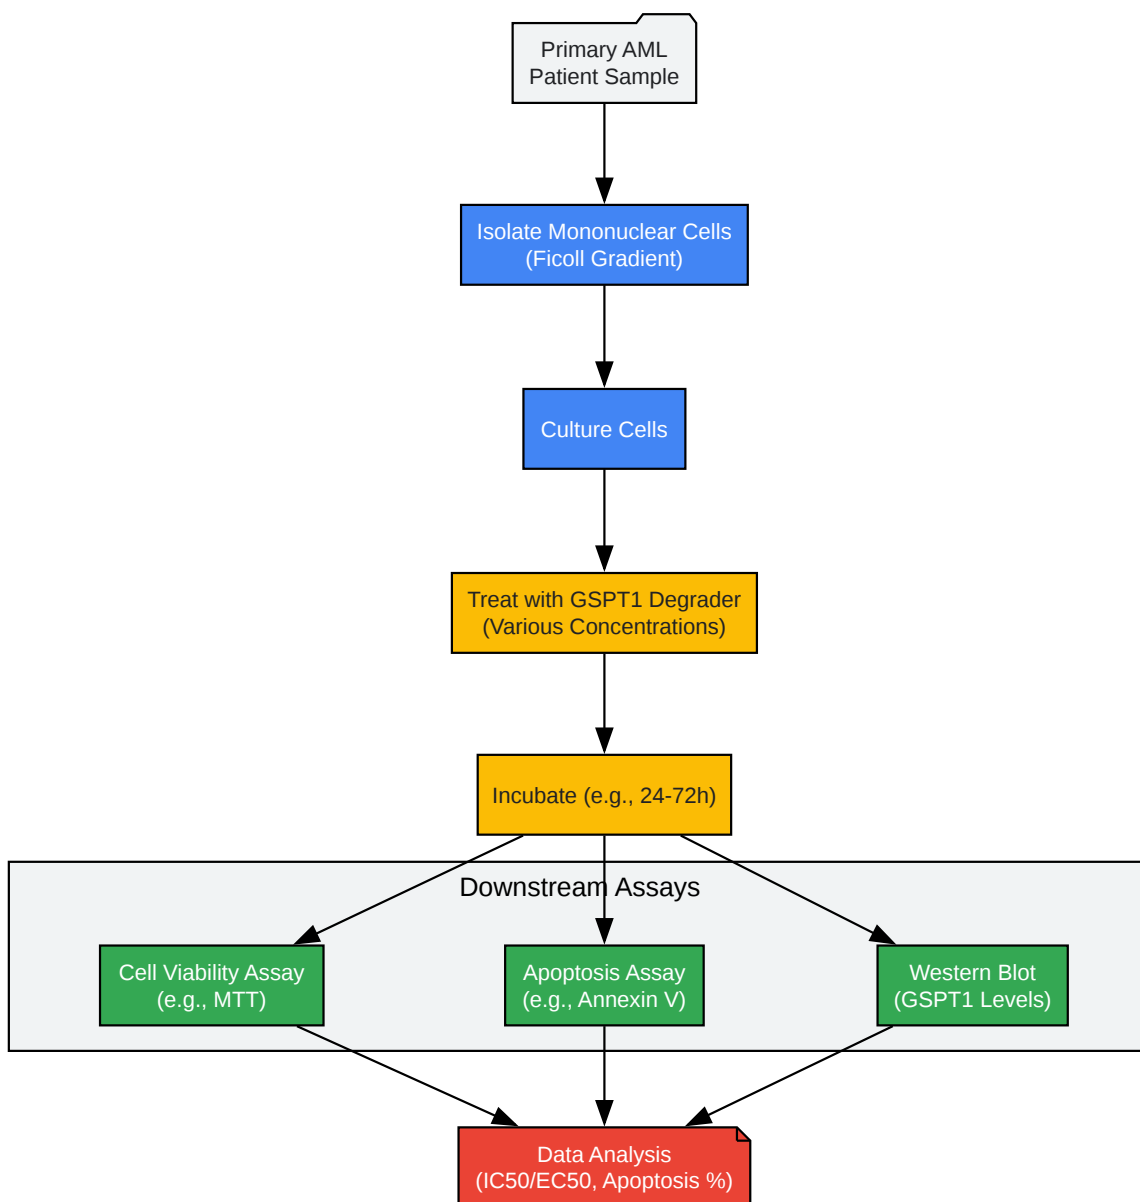 Primary AML
Patient Sample
Isolate Mononuclear Cells
(Ficoll Gradient)
Culture Cells
Treat with GSPT1 Degrader
(Various Concentrations)
Incubate (e.g., 24-72h)
Downstream Assays
Cell Viability Assay
(e.g., MTT)
Apoptosis Assay
(e.g., Annexin V)
Western Blot
(GSPT1 Levels)
Data Analysis
(IC50/EC50, Apoptosis %)